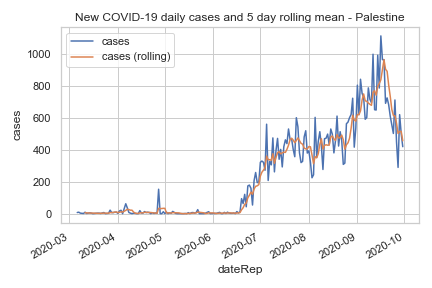 New COVID-19 daily cases and 5 day rolling mean - Palestine
cases
cases (rolling)
1000
800
600
400
200
0
cases
2020-03
2020-04
2020-05
2020-06
2020-07
2020-08
2020-09
2020-10
dateRep